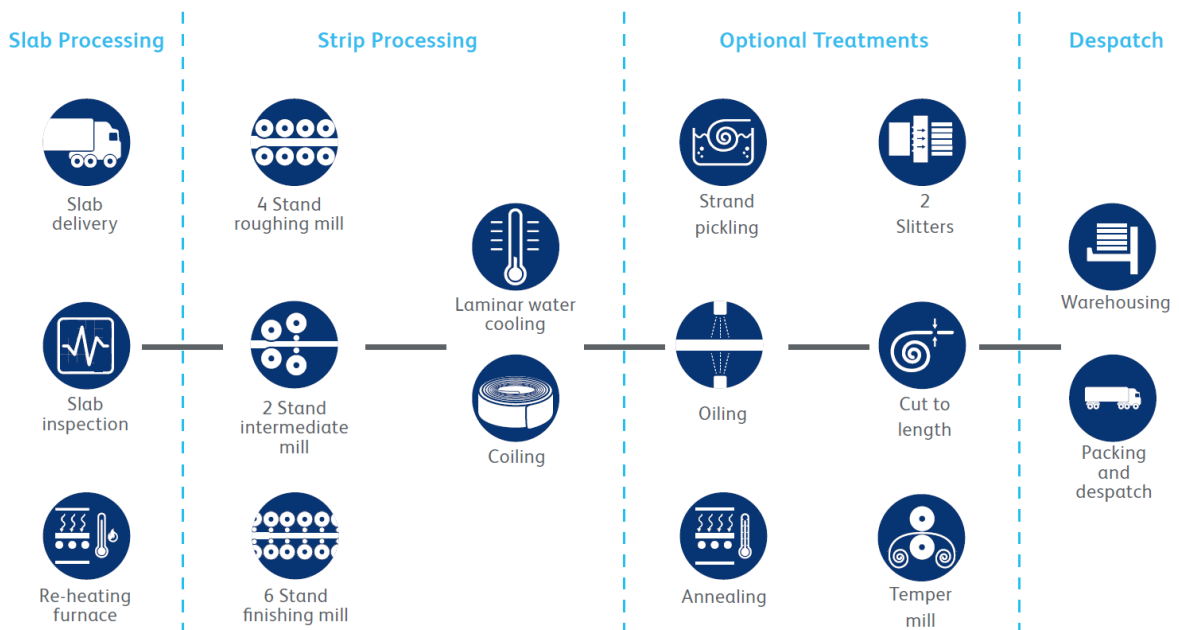 Slab Processing
Strip Processing
Optional Treatments
Despatch
Slab
delivery
Slab
inspection
Re-heating
furnace
4 Stand
roughing mill
2 Stand
intermediate
mill
6 Stand
finishing mill
Laminar water
cooling
Coiling
Strand
pickling
Oiling
Annealing
2
Slitters
Cut to
length
Temper
mill
Warehousing
Packing
and
despatch